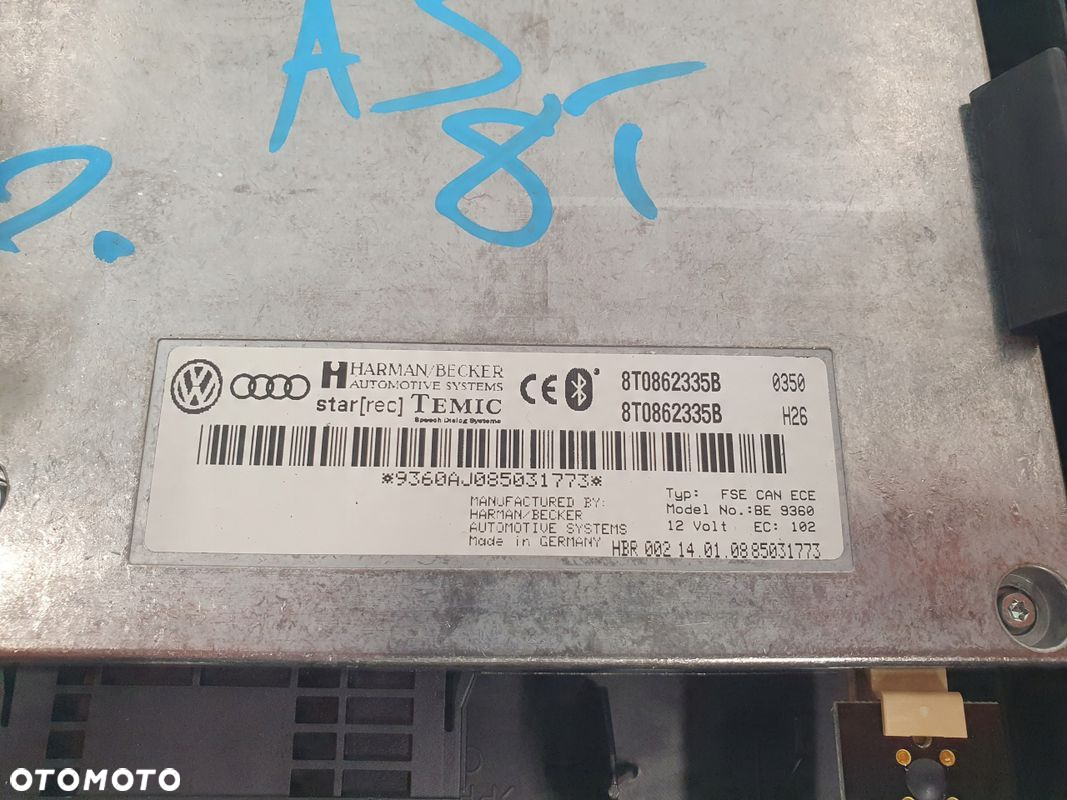 A5
8T
P.
HARMAN/BECKER
AUTOMOTIVE SYSTEMS
star[rec] TEMIC
Speech Dialog Systems
CE
8T0862335B 0350
8T0862335B H26
*9360AJ085031773*
MANUFACTURED BY:
HARMAN/BECKER
AUTOMOTIVE SYSTEMS
Made in GERMANY
Typ: FSE CAN ECE
Model No.:BE 9360
12 Volt EC: 102
HBR 002 14.01.08 85031773
OTOMOTO